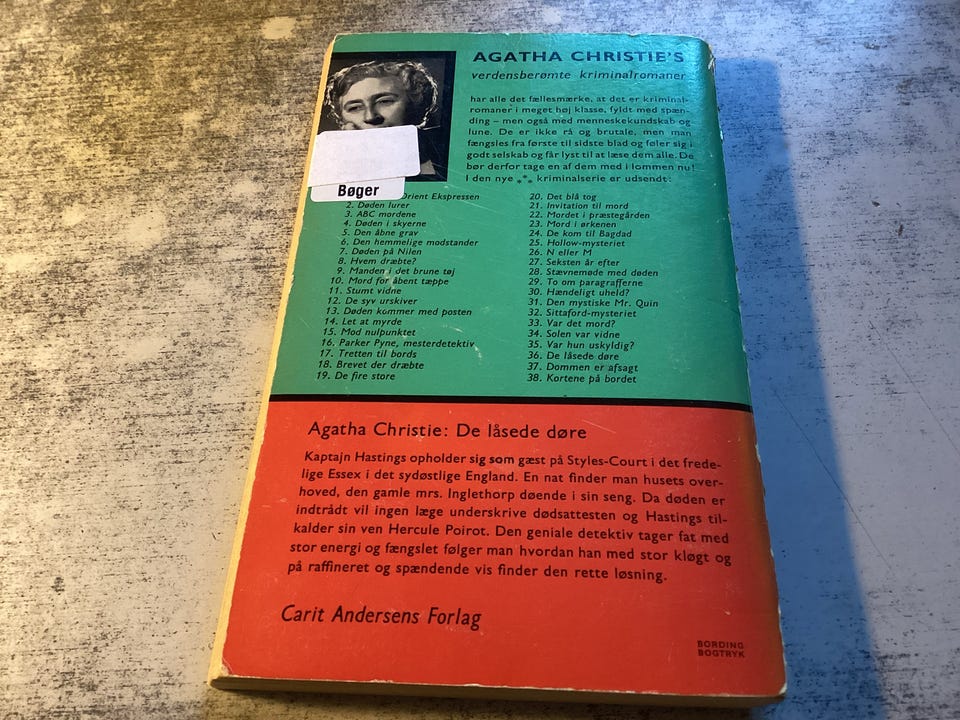 AGATHA CHRISTIE'S
verdensberømte kriminalromaner
har alle det fællesmærke, at det er kriminal-
romaner i meget høj klasse, fyldt med spæn-
ding – men også med menneskekundskab og
lune. De er ikke rå og brutale, men man
fængsles fra første til sidste blad og føler sig i
godt selskab og får lyst til at læse dem alle. De
bør derfor tage en af dem med i lommen nu!
I den nye *** kriminalserie er udsendt:
Bøger
Orient Ekspressen
2. Døden lurer
3. ABC mordene
4. Døden i skyerne
5. Den åbne grav
6. Den hemmelige modstander
7. Døden på Nilen
8. Hvem dræbte?
9. Manden i det brune tøj
10. Mord for åbent tæppe
11. Stumt vidne
12. De syv urskiver
13. Døden kommer med posten
14. Let at myrde
15. Mod nulpunktet
16. Parker Pyne, mesterdetektiv
17. Tretten til bords
18. Brevet der dræbte
19. De fire store
20. Det blå tog
21. Invitation til mord
22. Mordet i præstegården
23. Mord i ørkenen
24. De kom til Bagdad
25. Hollow-mysteriet
26. N eller M
27. Seksten år efter
28. Stævnemøde med døden
29. To om paragrafferne
30. Hændeligt uheld?
31. Den mystiske Mr. Quin
32. Sittaford-mysteriet
33. Var det mord?
34. Solen var vidne
35. Var hun uskyldig?
36. De låsede døre
37. Dommen er afsagt
38. Kortene på bordet
Agatha Christie: De låsede døre
Kaptajn Hastings opholder sig som gæst på Styles-Court i det frede-
lige Essex i det sydøstlige England. En nat finder man husets over-
hoved, den gamle mrs. Inglethorp døende i sin seng. Da døden er
indtrådt vil ingen læge underskrive dødsattesten og Hastings til-
kalder sin ven Hercule Poirot. Den geniale detektiv tager fat med
stor energi og fængslet følger man hvordan han med stor kløgt og
på raffineret og spændende vis finder den rette løsning.
Carit Andersens Forlag
BORDING
BOGTRYK